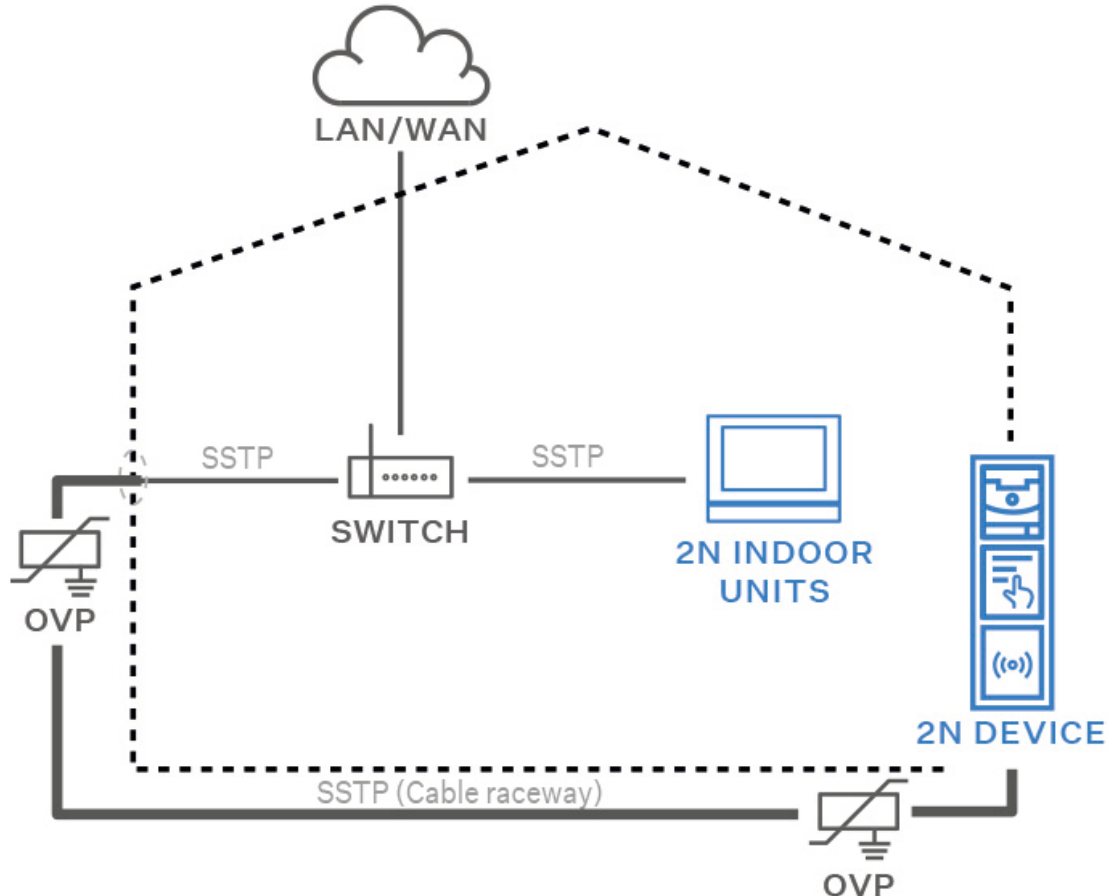 LAN/WAN
SSTP
SSTP
SWITCH
2N INDOOR
UNITS
OVP
2N DEVICE
SSTP (Cable raceway)
OVP